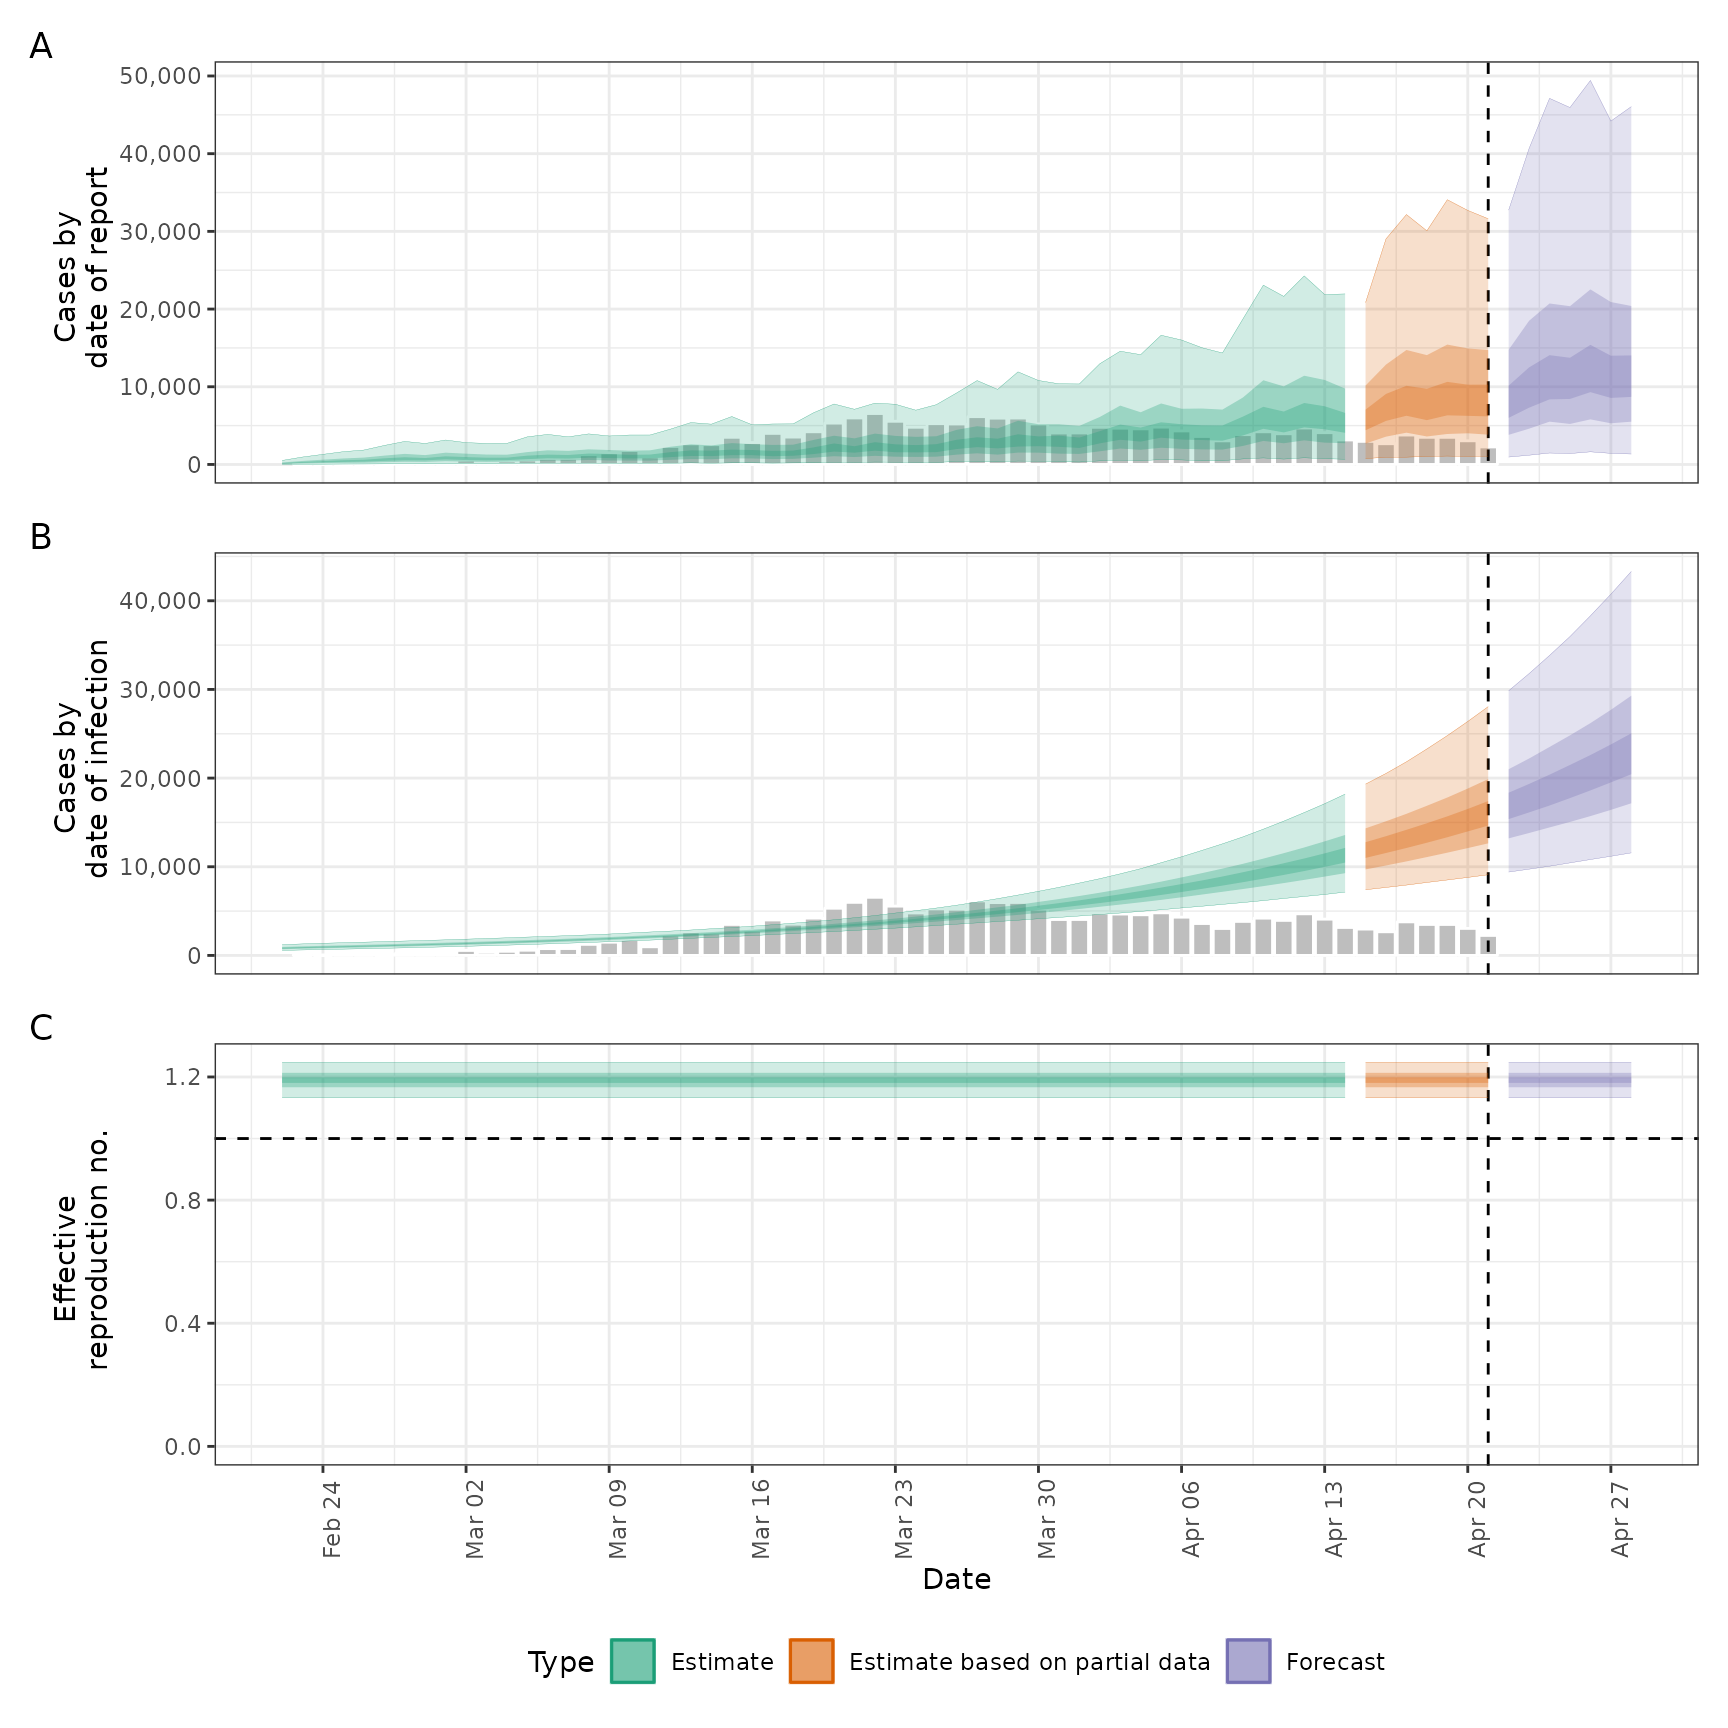 A
50,000
40,000
30,000
20,000
10,000
0
Cases by
date of report
B
40,000
30,000
20,000
10,000
0
Cases by
date of infection
C
1.2
0.8
0.4
0.0
Effective
reproduction no.
Feb 24
Mar 02
Mar 09
Mar 16
Mar 23
Mar 30
Apr 06
Apr 13
Apr 20
Apr 27
Date
Type Estimate Estimate based on partial data Forecast